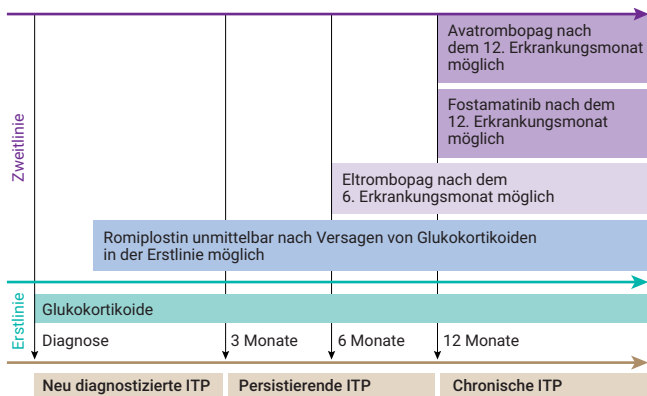 Zweitlinie
Avatrombopag nach
dem 12. Erkrankungsmonat
möglich
Fostamatinib nach dem
12. Erkrankungsmonat
möglich
Eltrombopag nach dem
6. Erkrankungsmonat möglich
Romiplostin unmittelbar nach Versagen von Glukokortikoiden
in der Erstlinie möglich
Erstlinie
Glukokortikoide
Diagnose
3 Monate
6 Monate
12 Monate
Neu diagnostizierte ITP
Persistierende ITP
Chronische ITP